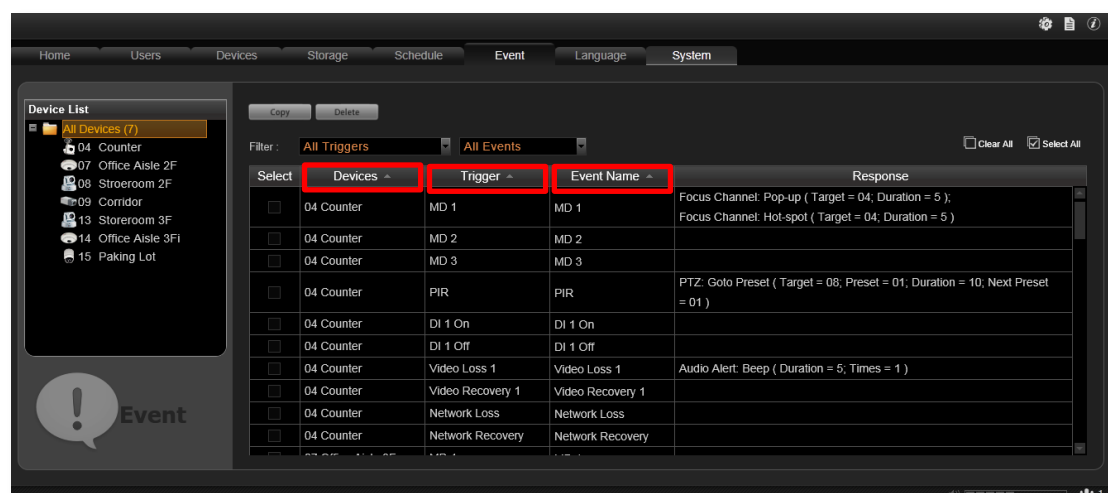 Home Users Devices Storage Schedule Event Language System
Device List
All Devices (7)
04 Counter
07 Office Aisle 2F
08 Stroeroom 2F
09 Corridor
13 Storeroom 3F
14 Office Aisle 3Fi
15 Paking Lot
Event
Copy Delete
Filter : All Triggers All Events Clear All Select All
Select Devices Trigger Event Name Response
04 Counter MD 1 MD 1 Focus Channel: Pop-up ( Target = 04; Duration = 5 );
Focus Channel: Hot-spot ( Target = 04; Duration = 5 )
04 Counter MD 2 MD 2
04 Counter MD 3 MD 3
04 Counter PIR PIR PTZ: Goto Preset ( Target = 08; Preset = 01; Duration = 10; Next Preset
= 01 )
04 Counter DI 1 On DI 1 On
04 Counter DI 1 Off DI 1 Off
04 Counter Video Loss 1 Video Loss 1 Audio Alert: Beep ( Duration = 5; Times = 1 )
04 Counter Video Recovery 1 Video Recovery 1
04 Counter Network Loss Network Loss
04 Counter Network Recovery Network Recovery